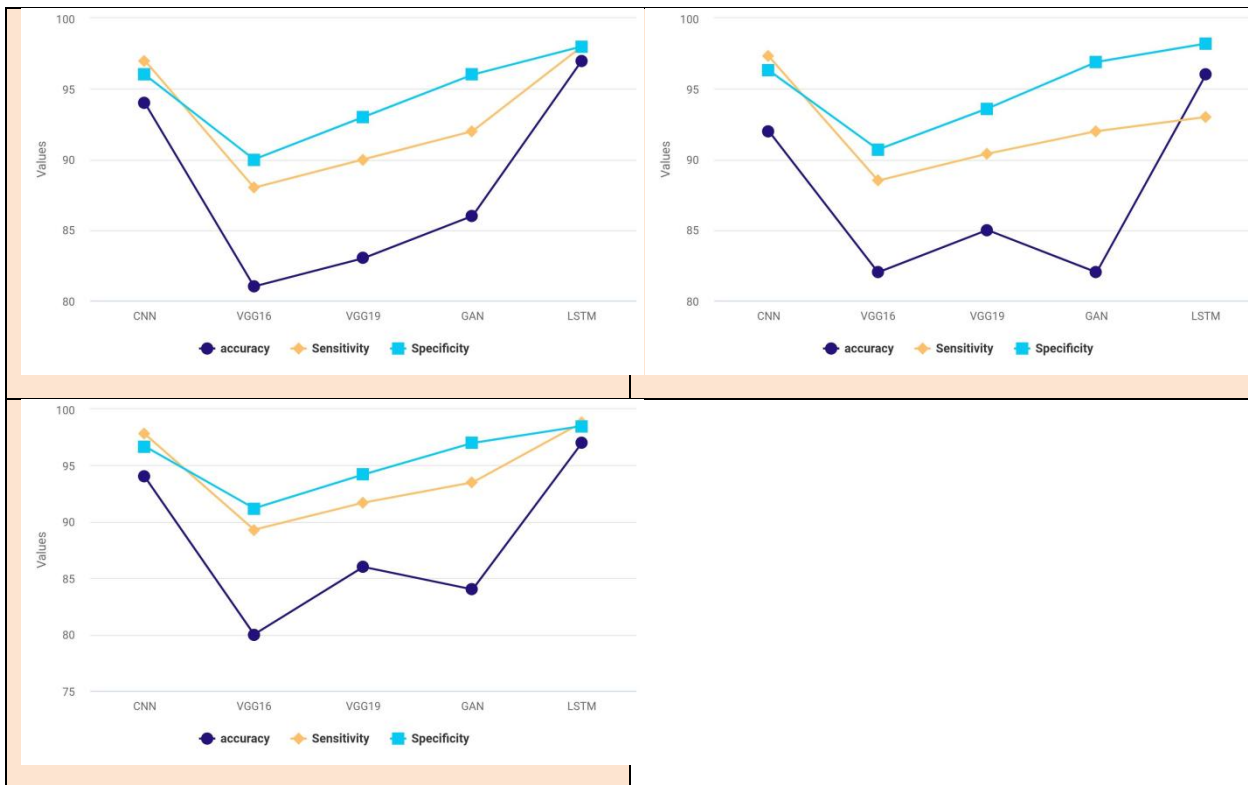 100
95
90
85
80
Values
CNN VGG16 VGG19 GAN LSTM
accuracy Sensitivity Specificity
100
95
90
85
80
Values
CNN VGG16 VGG19 GAN LSTM
accuracy Sensitivity Specificity
100
95
90
85
80
75
Values
CNN VGG16 VGG19 GAN LSTM
accuracy Sensitivity Specificity